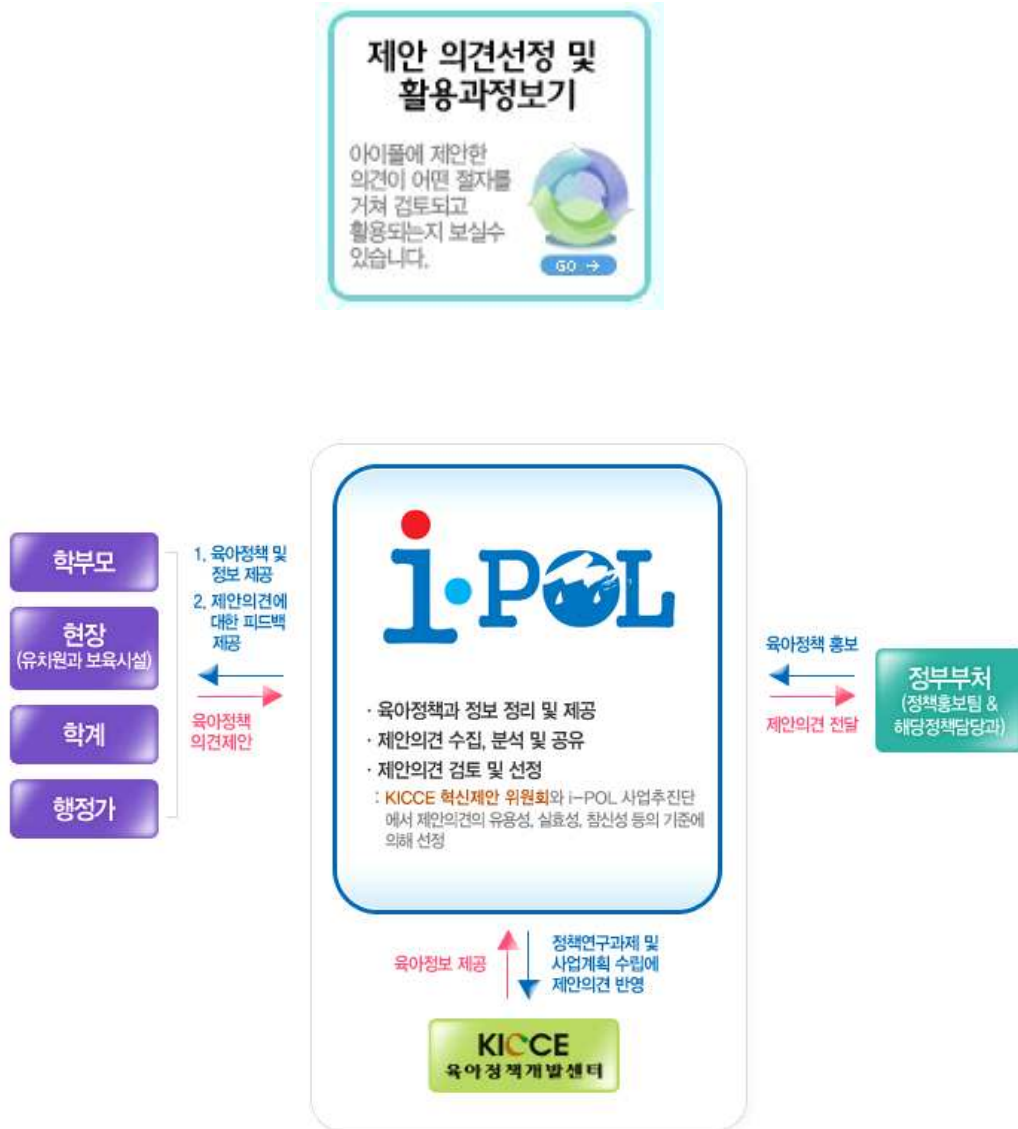 제안 의견선정 및
활용과정보기
아이폴에 제안한
의견이 어떤 절자를
거쳐 검토되고
활용되는지 보실수
있습니다.
GO →
학부모
현장
(유치원과 보육시설)
학계
행정가
1. 육아정책 및
정보 제공
2. 제안의견에
대한 피드백
제공
육아정책
의견제안
i·POL
· 육아정책과 정보 정리 및 제공
· 제안의견 수집, 분석 및 공유
· 제안의견 검토 및 선정
: KICCE 혁신제안 위원회와 i-POL 사업추진단
에서 제안의견의 유용성, 실효성, 참신성 등의 기준에
의해 선정
육아정책 홍보
제안의견 전달
정부부처
(정책홍보팀 &
해당정책담당과)
육아정보 제공
정책연구과제 및
사업계획 수립에
제안의견 반영
KICCE
육아정책개발센터